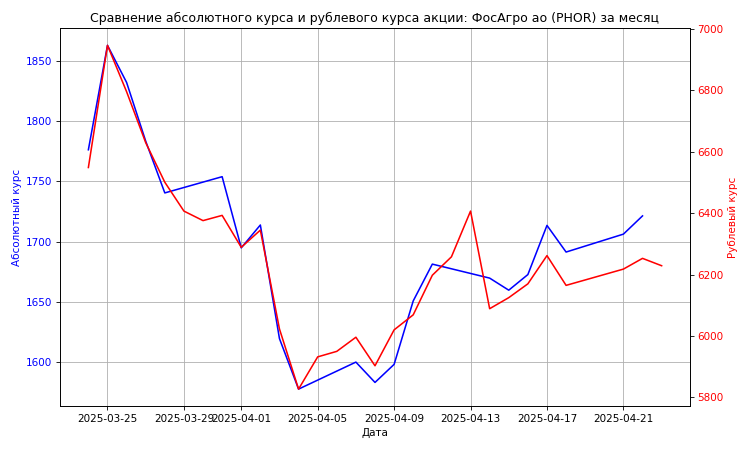 Сравнение абсолютного курса и рублевого курса акции: ФосАгро ао (PHOR) за месяц
7000
1850
6800
1800
6600
1750
6400
1700
6200
1650
6000
1600
5800
Абсолютный курс
Рублевый курс
2025-03-25 2025-03-29 2025-04-01 2025-04-05 2025-04-09 2025-04-13 2025-04-17 2025-04-21
Дата